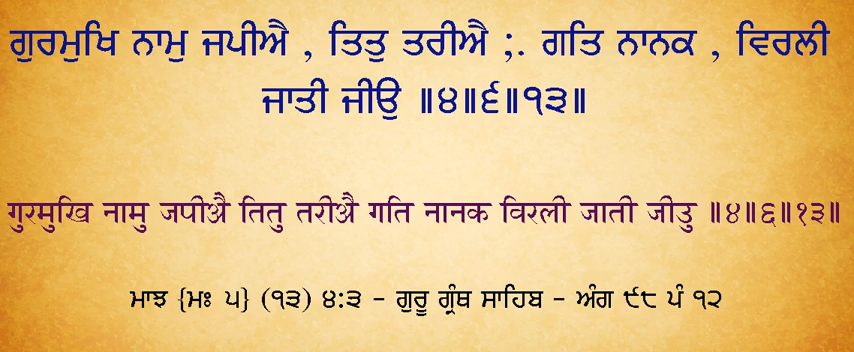 ਗੁਰਮੁਖਿ ਨਾਮੁ ਜਪੀਐ , ਤਿਤੁ ਤਰੀਐ ;. ਗਤਿ ਨਾਨਕ , ਵਿਰਲੀ
ਜਾਤੀ ਜੀਉ ॥੪॥੬॥੧੩॥
गुरमुखि नामु जपीऐ तितु तरीऐ गति नानक विरली जाती जीउ ॥४॥६॥१३॥
ਮਾਝ {ਮਃ ੫} (੧੩) ੪:੩ - ਗੁਰੂ ਗ੍ਰੰਥ ਸਾਹਿਬ - ਅੰਗ ੯੮ ਪੰ ੧੨